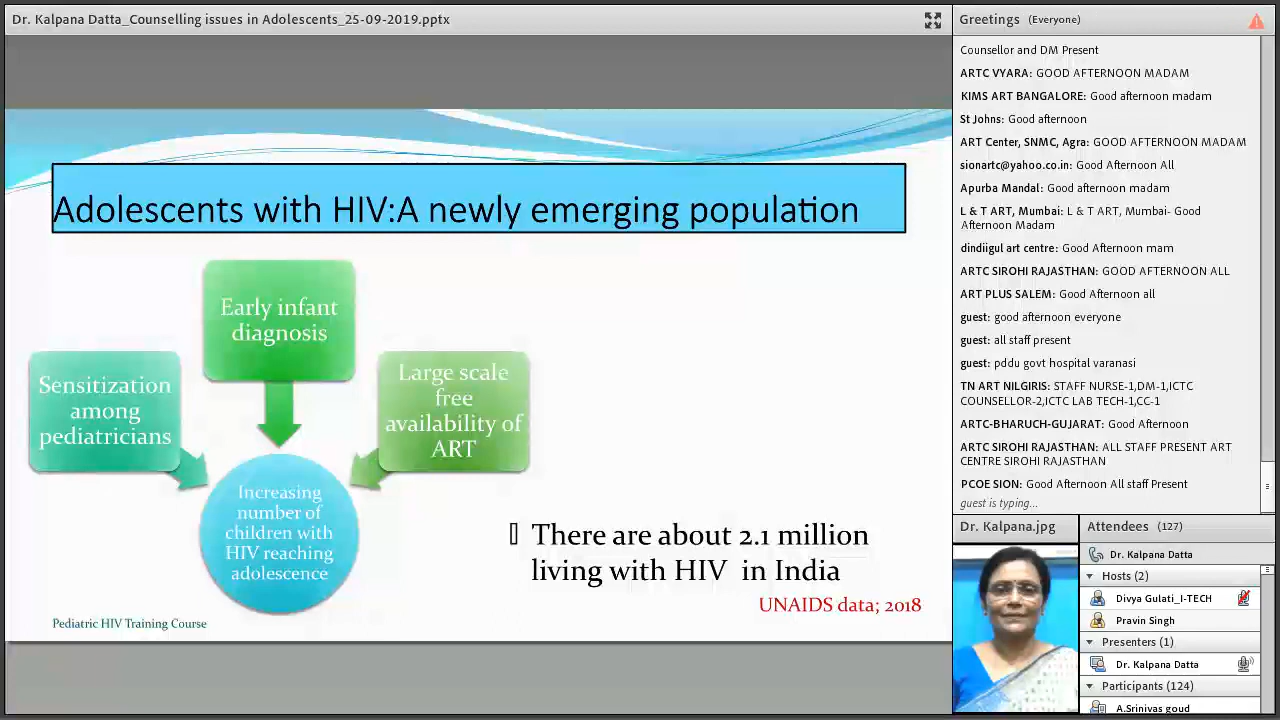 Dr. Kalpana Datta_Counselling issues in Adolescents_25-09-2019.pptx
Adolescents with HIV:A newly emerging population
Early infant
diagnosis
Sensitization
among
pediatricians
Large scale
free
availability of
ART
Increasing
number of
children with
HIV reaching
adolescence
There are about 2.1 million
living with HIV in India
UNAIDS data; 2018
Pediatric HIV Training Course
Greetings (Everyone)
Counsellor and DM Present
ARTC VYARA: GOOD AFTERNOON MADAM
KIMS ART BANGALORE: Good afternoon madam
St Johns: Good afternoon
ART Center, SNMC, Agra: GOOD AFTERNOON MADAM
sionartc@yahoo.co.in: Good Afternoon All
Apurba Mandal: Good afternoon madam
L & T ART, Mumbai: L & T ART, Mumbai- Good
Afternoon Madam
dindiigul art centre: Good Afternoon mam
ARTC SIROHI RAJASTHAN: GOOD AFTERNOON ALL
ART PLUS SALEM: Good Afternoon all
guest: good afternoon everyone
guest: all staff present
guest: pddu govt hospital varanasi
TN ART NILGIRIS: STAFF NURSE-1,DM-1,ICTC
COUNSELLOR-2,ICTC LAB TECH-1,CC-1
ARTC-BHARUCH-GUJARAT: Good Afternoon
ARTC SIROHI RAJASTHAN: ALL STAFF PRESENT ART
CENTRE SIROHI RAJASTHAN
PCOE SION: Good Afternoon All staff Present
guest is typing...
Dr. Kalpana.jpg
Attendees (127)
Dr. Kalpana Datta
Hosts (2)
Divya Gulati_I-TECH
Pravin Singh
Presenters (1)
Dr. Kalpana Datta
Participants (124)
A.Srinivas goud